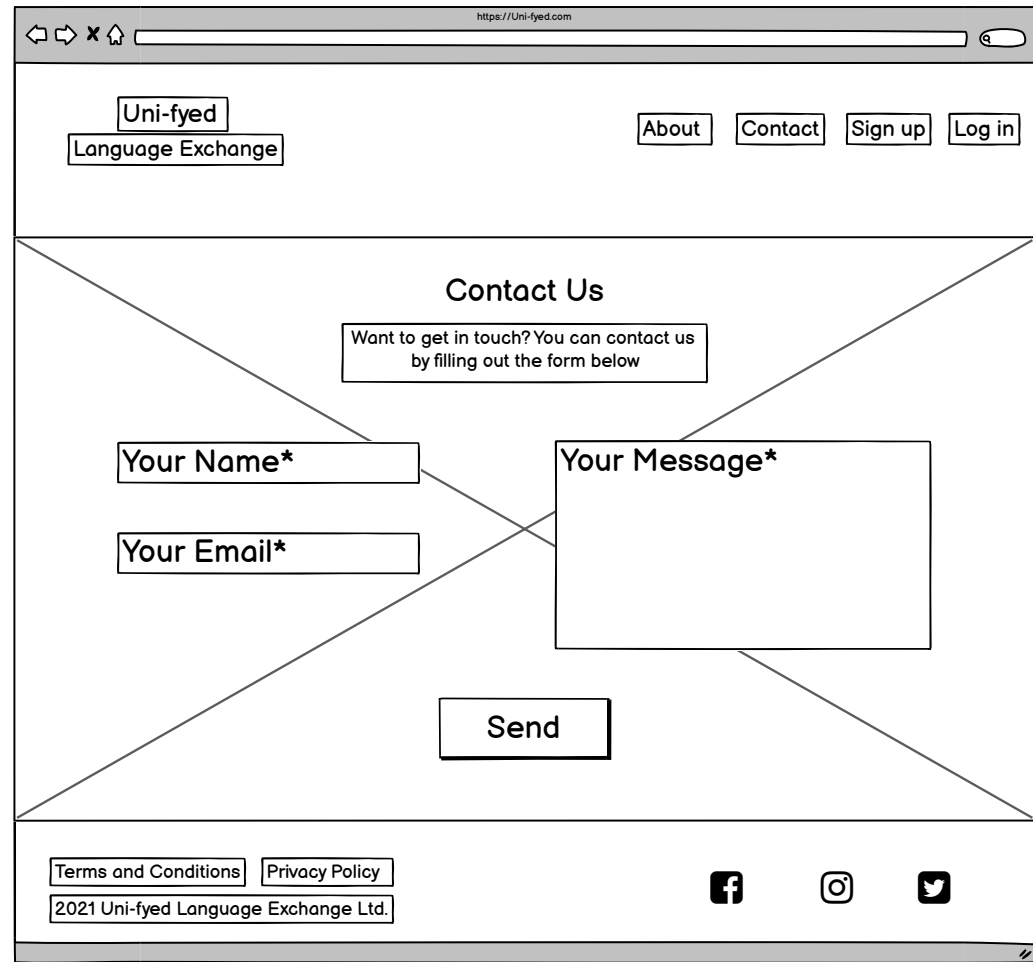 https://Uni-fyed.com
Uni-fyed
Language Exchange
About
Contact
Sign up
Log in
Contact Us
Want to get in touch? You can contact us
by filling out the form below
Your Name*
Your Email*
Your Message*
Send
Terms and Conditions
Privacy Policy
2021 Uni-fyed Language Exchange Ltd.